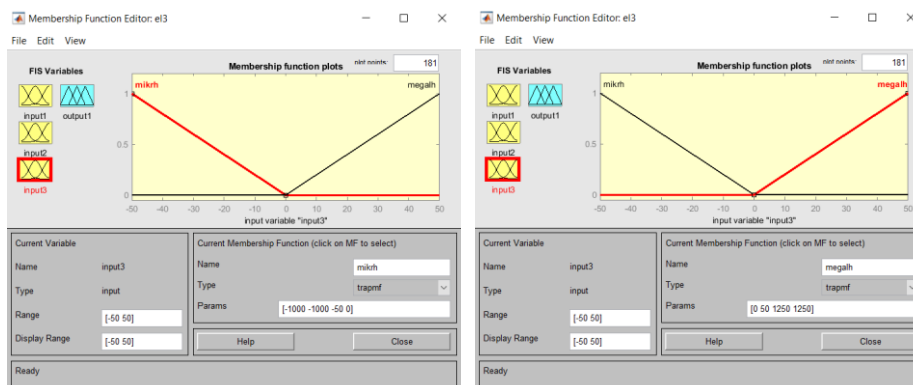 Membership Function Editor: el3
File Edit View
FIS Variables
Membership function plots
plot points:
181
input1
output1
input2
input3
mikrh
megalh
1
0.5
0
-50 -40 -30 -20 -10 0 10 20 30 40 50
input variable "input3"
Current Variable
Name input3
Type input
Range [-50 50]
Display Range [-50 50]
Current Membership Function (click on MF to select)
Name mikrh
Type trapmf
Params [-1000 -1000 -50 0]
Help Close
Ready
Membership Function Editor: el3
File Edit View
FIS Variables
Membership function plots
plot points:
181
input1
output1
input2
input3
mikrh
megalh
1
0.5
0
-50 -40 -30 -20 -10 0 10 20 30 40 50
input variable "input3"
Current Variable
Name input3
Type input
Range [-50 50]
Display Range [-50 50]
Current Membership Function (click on MF to select)
Name megalh
Type trapmf
Params [0 50 1250 1250]
Help Close
Ready